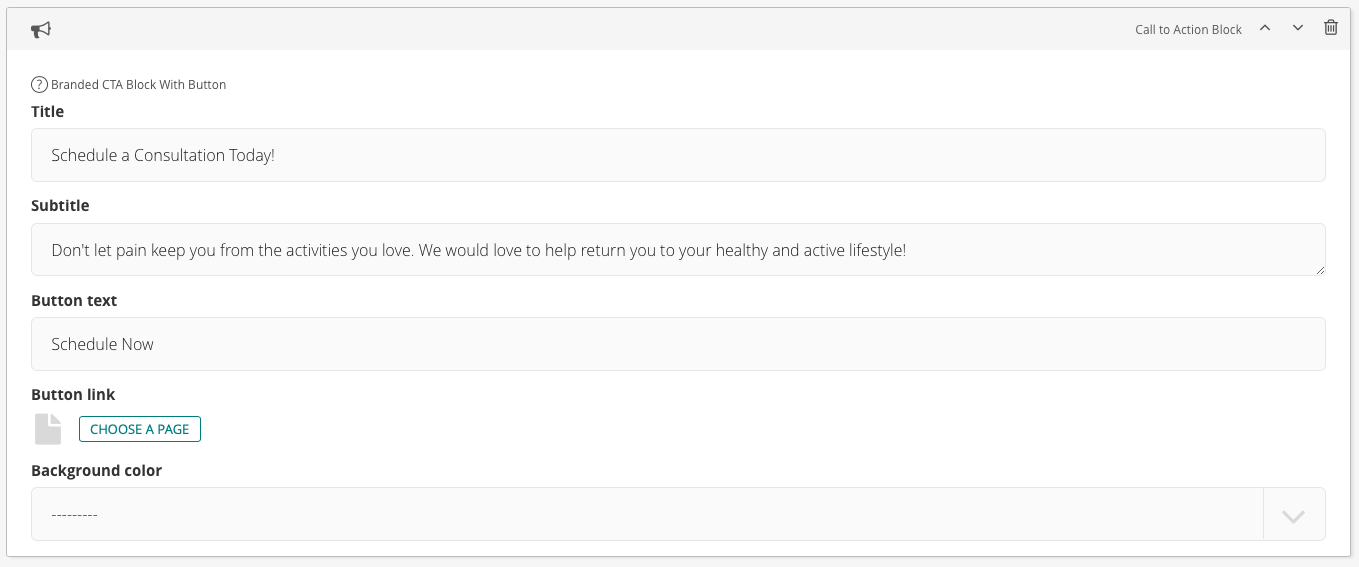 Call to Action Block
? Branded CTA Block With Button
Title
Schedule a Consultation Today!
Subtitle
Don't let pain keep you from the activities you love. We would love to help return you to your healthy and active lifestyle!
Button text
Schedule Now
Button link
CHOOSE A PAGE
Background color
---------